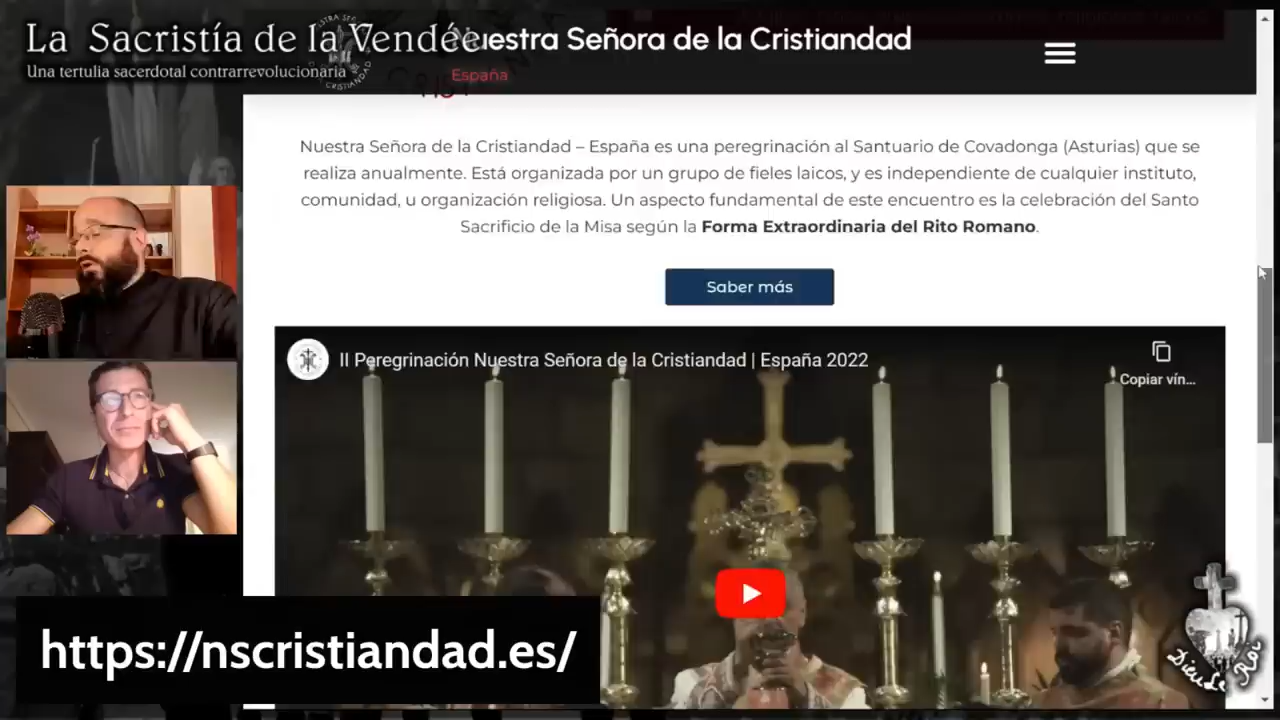 La Sacristía de la Vendée
Una tertulia sacerdotal contrarrevolucionaria
Nuestra Señora de la Cristiandad
España
CRISTIANDAD
Nuestra Señora de la Cristiandad – España es una peregrinación al Santuario de Covadonga (Asturias) que se
realiza anualmente. Está organizada por un grupo de fieles laicos, y es independiente de cualquier instituto,
comunidad, u organización religiosa. Un aspecto fundamental de este encuentro es la celebración del Santo
Sacrificio de la Misa según la Forma Extraordinaria del Rito Romano.
Saber más
II Peregrinación Nuestra Señora de la Cristiandad | España 2022
Copiar vín...
https://nscristiandad.es/
Dieu Le Roi